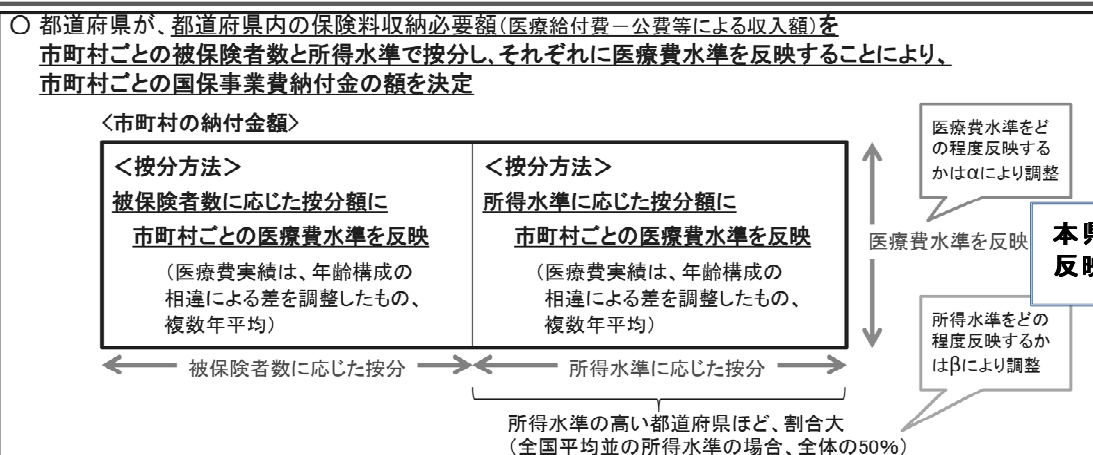 ○ 都道府県が、都道府県内の保険料収納必要額(医療給付費－公費等による収入額)を
市町村ごとの被保険者数と所得水準で按分し、それぞれに医療費水準を反映することにより、
市町村ごとの国保事業費納付金の額を決定
<市町村の納付金額>
<按分方法>
被保険者数に応じた按分額に
市町村ごとの医療費水準を反映
(医療費実績は、年齢構成の
相違による差を調整したもの、
複数年平均)
<按分方法>
所得水準に応じた按分額に
市町村ごとの医療費水準を反映
(医療費実績は、年齢構成の
相違による差を調整したもの、
複数年平均)
医療費水準をど
の程度反映する
かはαにより調整
医療費水準を反映
本県
反映
所得水準をどの
程度反映するか
はβにより調整
被保険者数に応じた按分
所得水準に応じた按分
所得水準の高い都道府県ほど、割合大
(全国平均並の所得水準の場合、全体の50%)